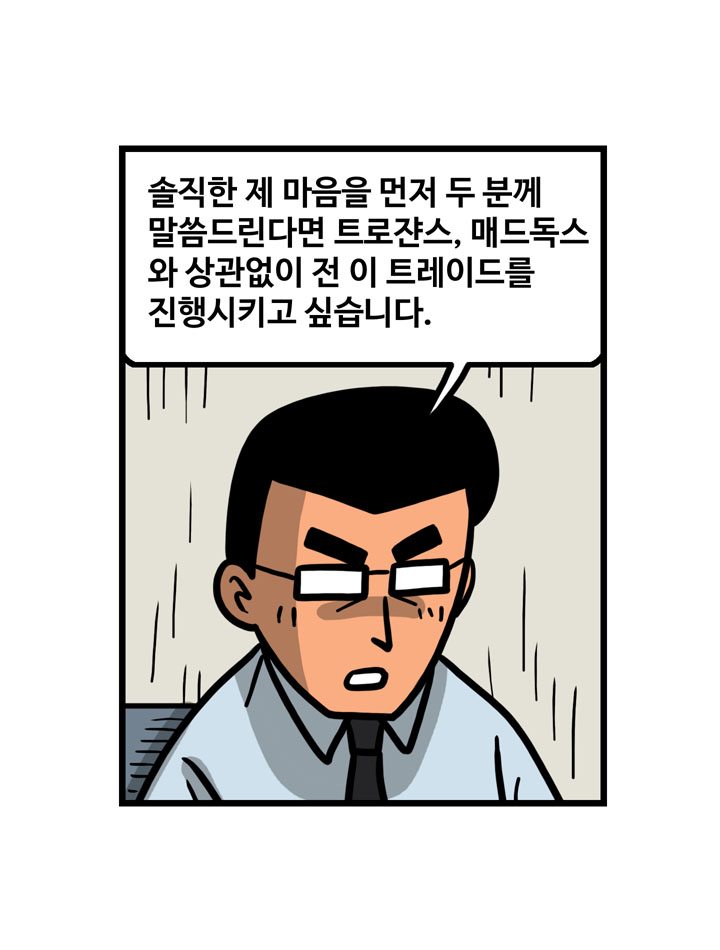 솔직한 제 마음을 먼저 두 분께
말씀드린다면 트로쟌스, 매드독스
와 상관없이 전 이 트레이드를
진행시키고 싶습니다.